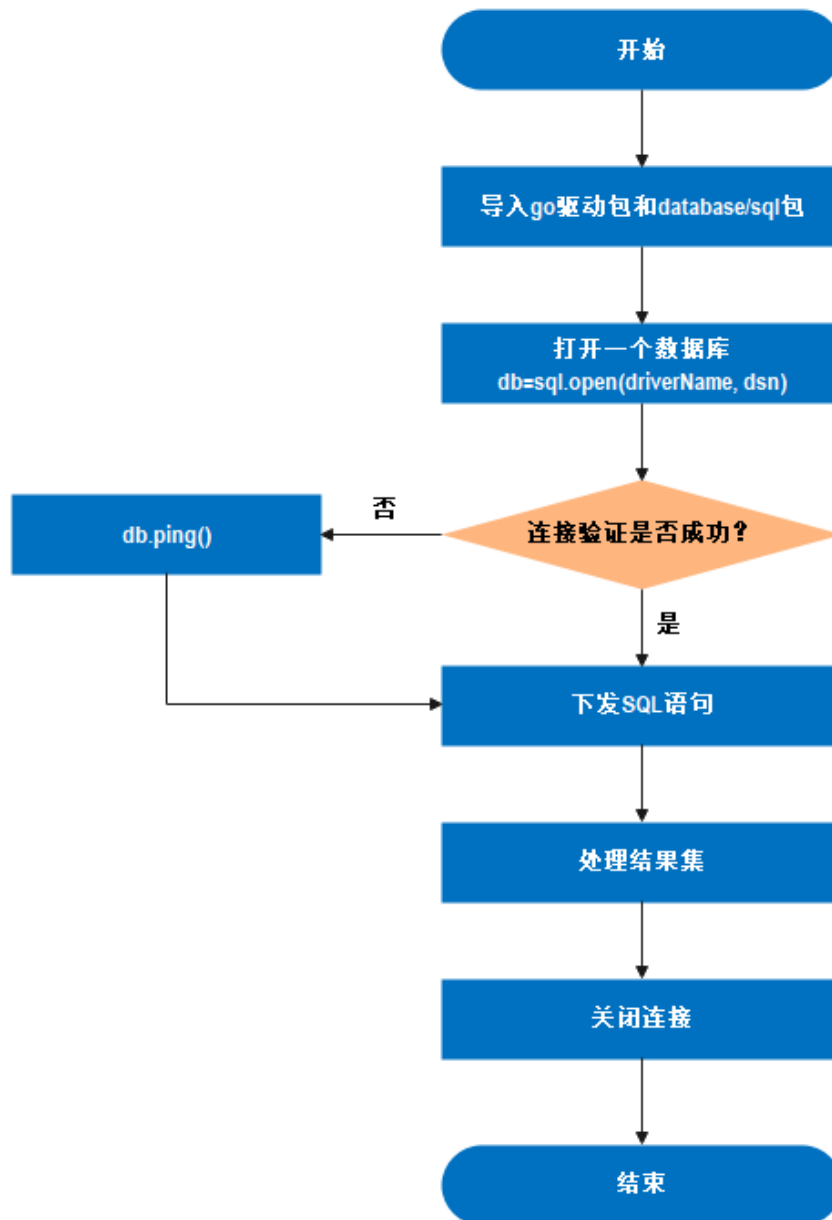 开始
导入go驱动包和database/sql包
打开一个数据库
db=sql.open(driverName, dsn)
连接验证是否成功？
否
db.ping()
是
下发SQL语句
处理结果集
关闭连接
结束